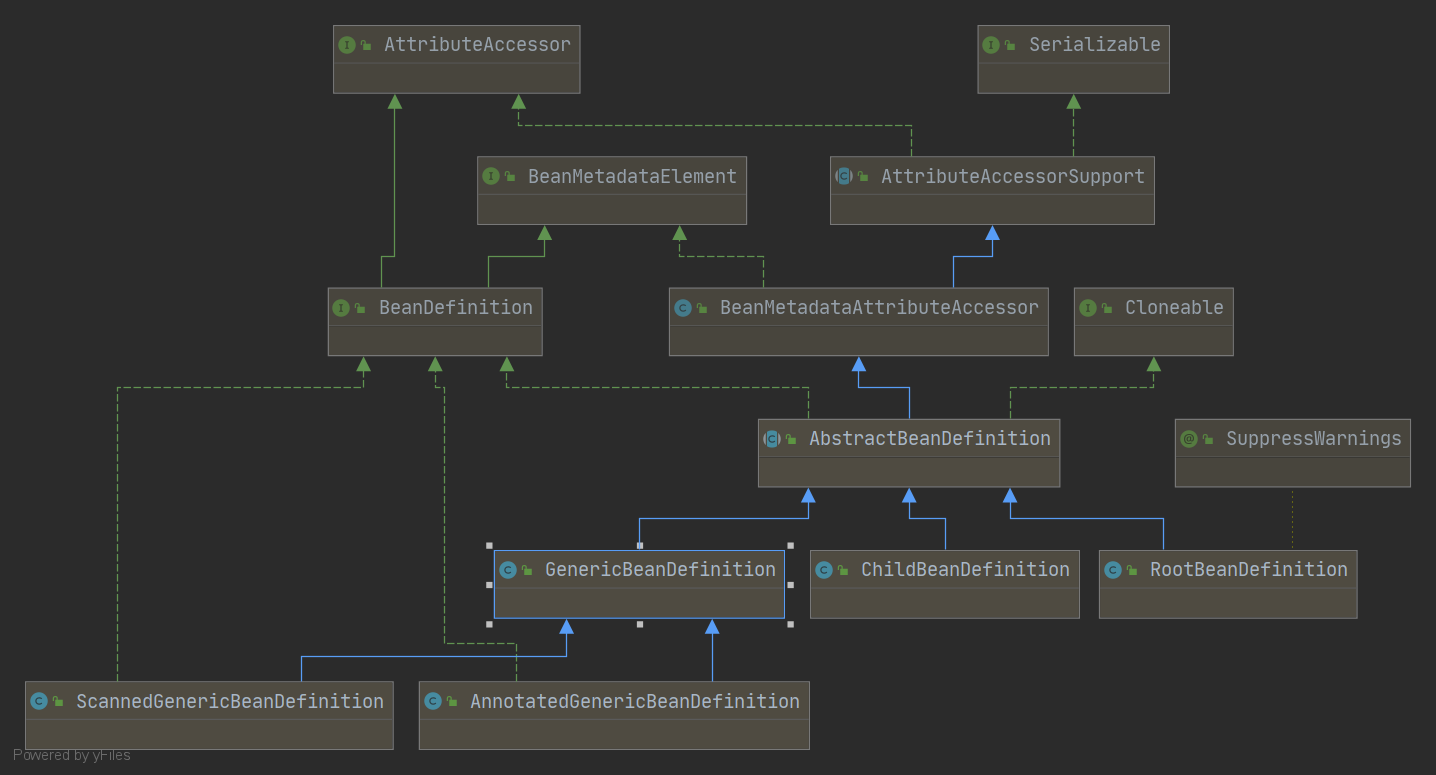 AttributeAccessor
Serializable
BeanMetadataElement
AttributeAccessorSupport
BeanDefinition
BeanMetadataAttributeAccessor
Cloneable
AbstractBeanDefinition
SuppressWarnings
GenericBeanDefinition
ChildBeanDefinition
RootBeanDefinition
ScannedGenericBeanDefinition
AnnotatedGenericBeanDefinition
Powered by yFiles